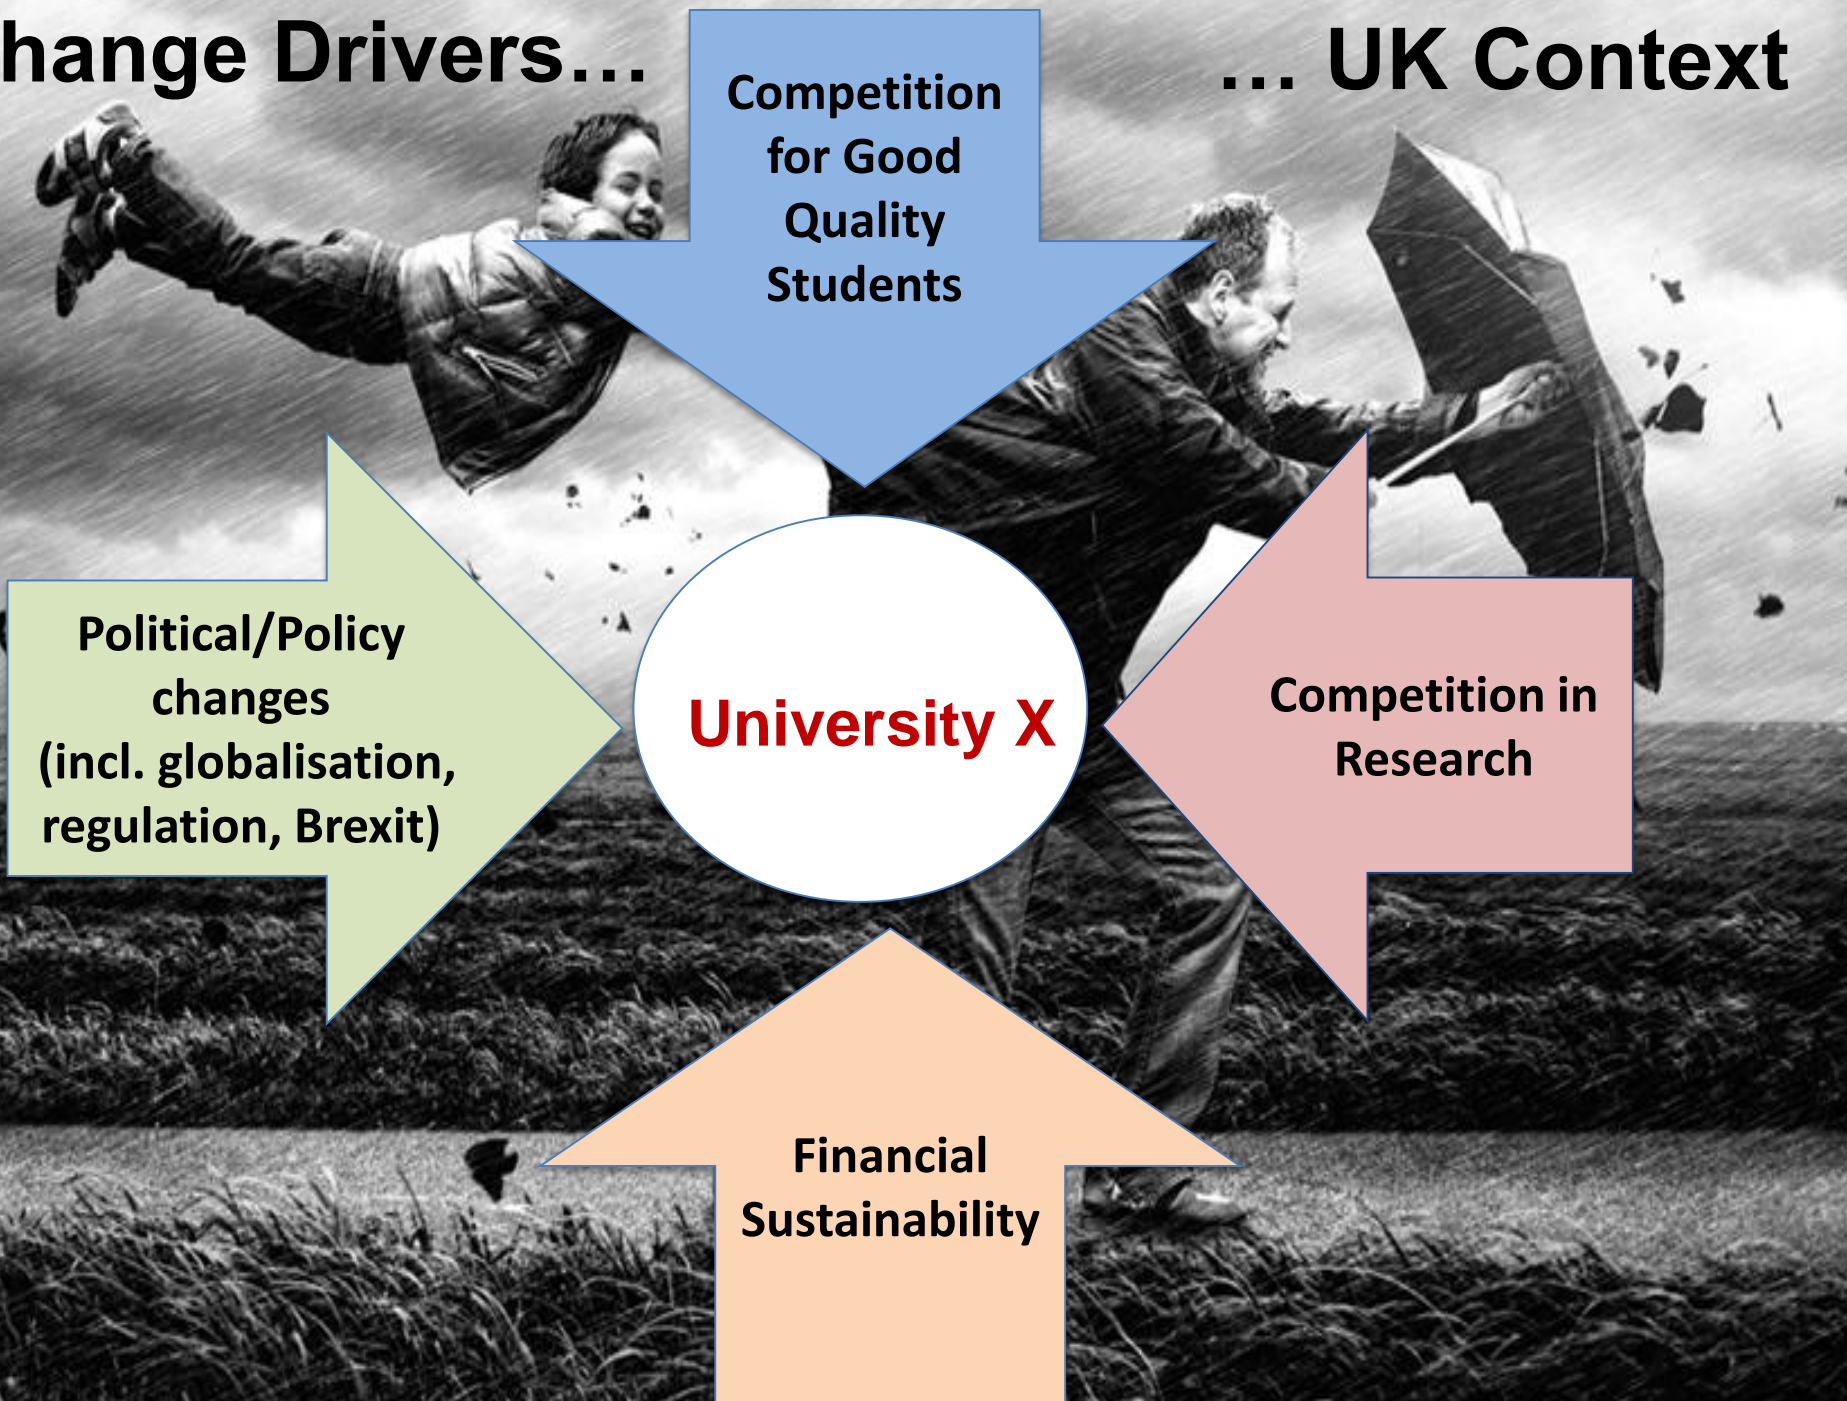 hange Drivers…
… UK Context
Competition
for Good
Quality
Students
Political/Policy
changes
(incl. globalisation,
regulation, Brexit)
University X
Competition in
Research
Financial
Sustainability